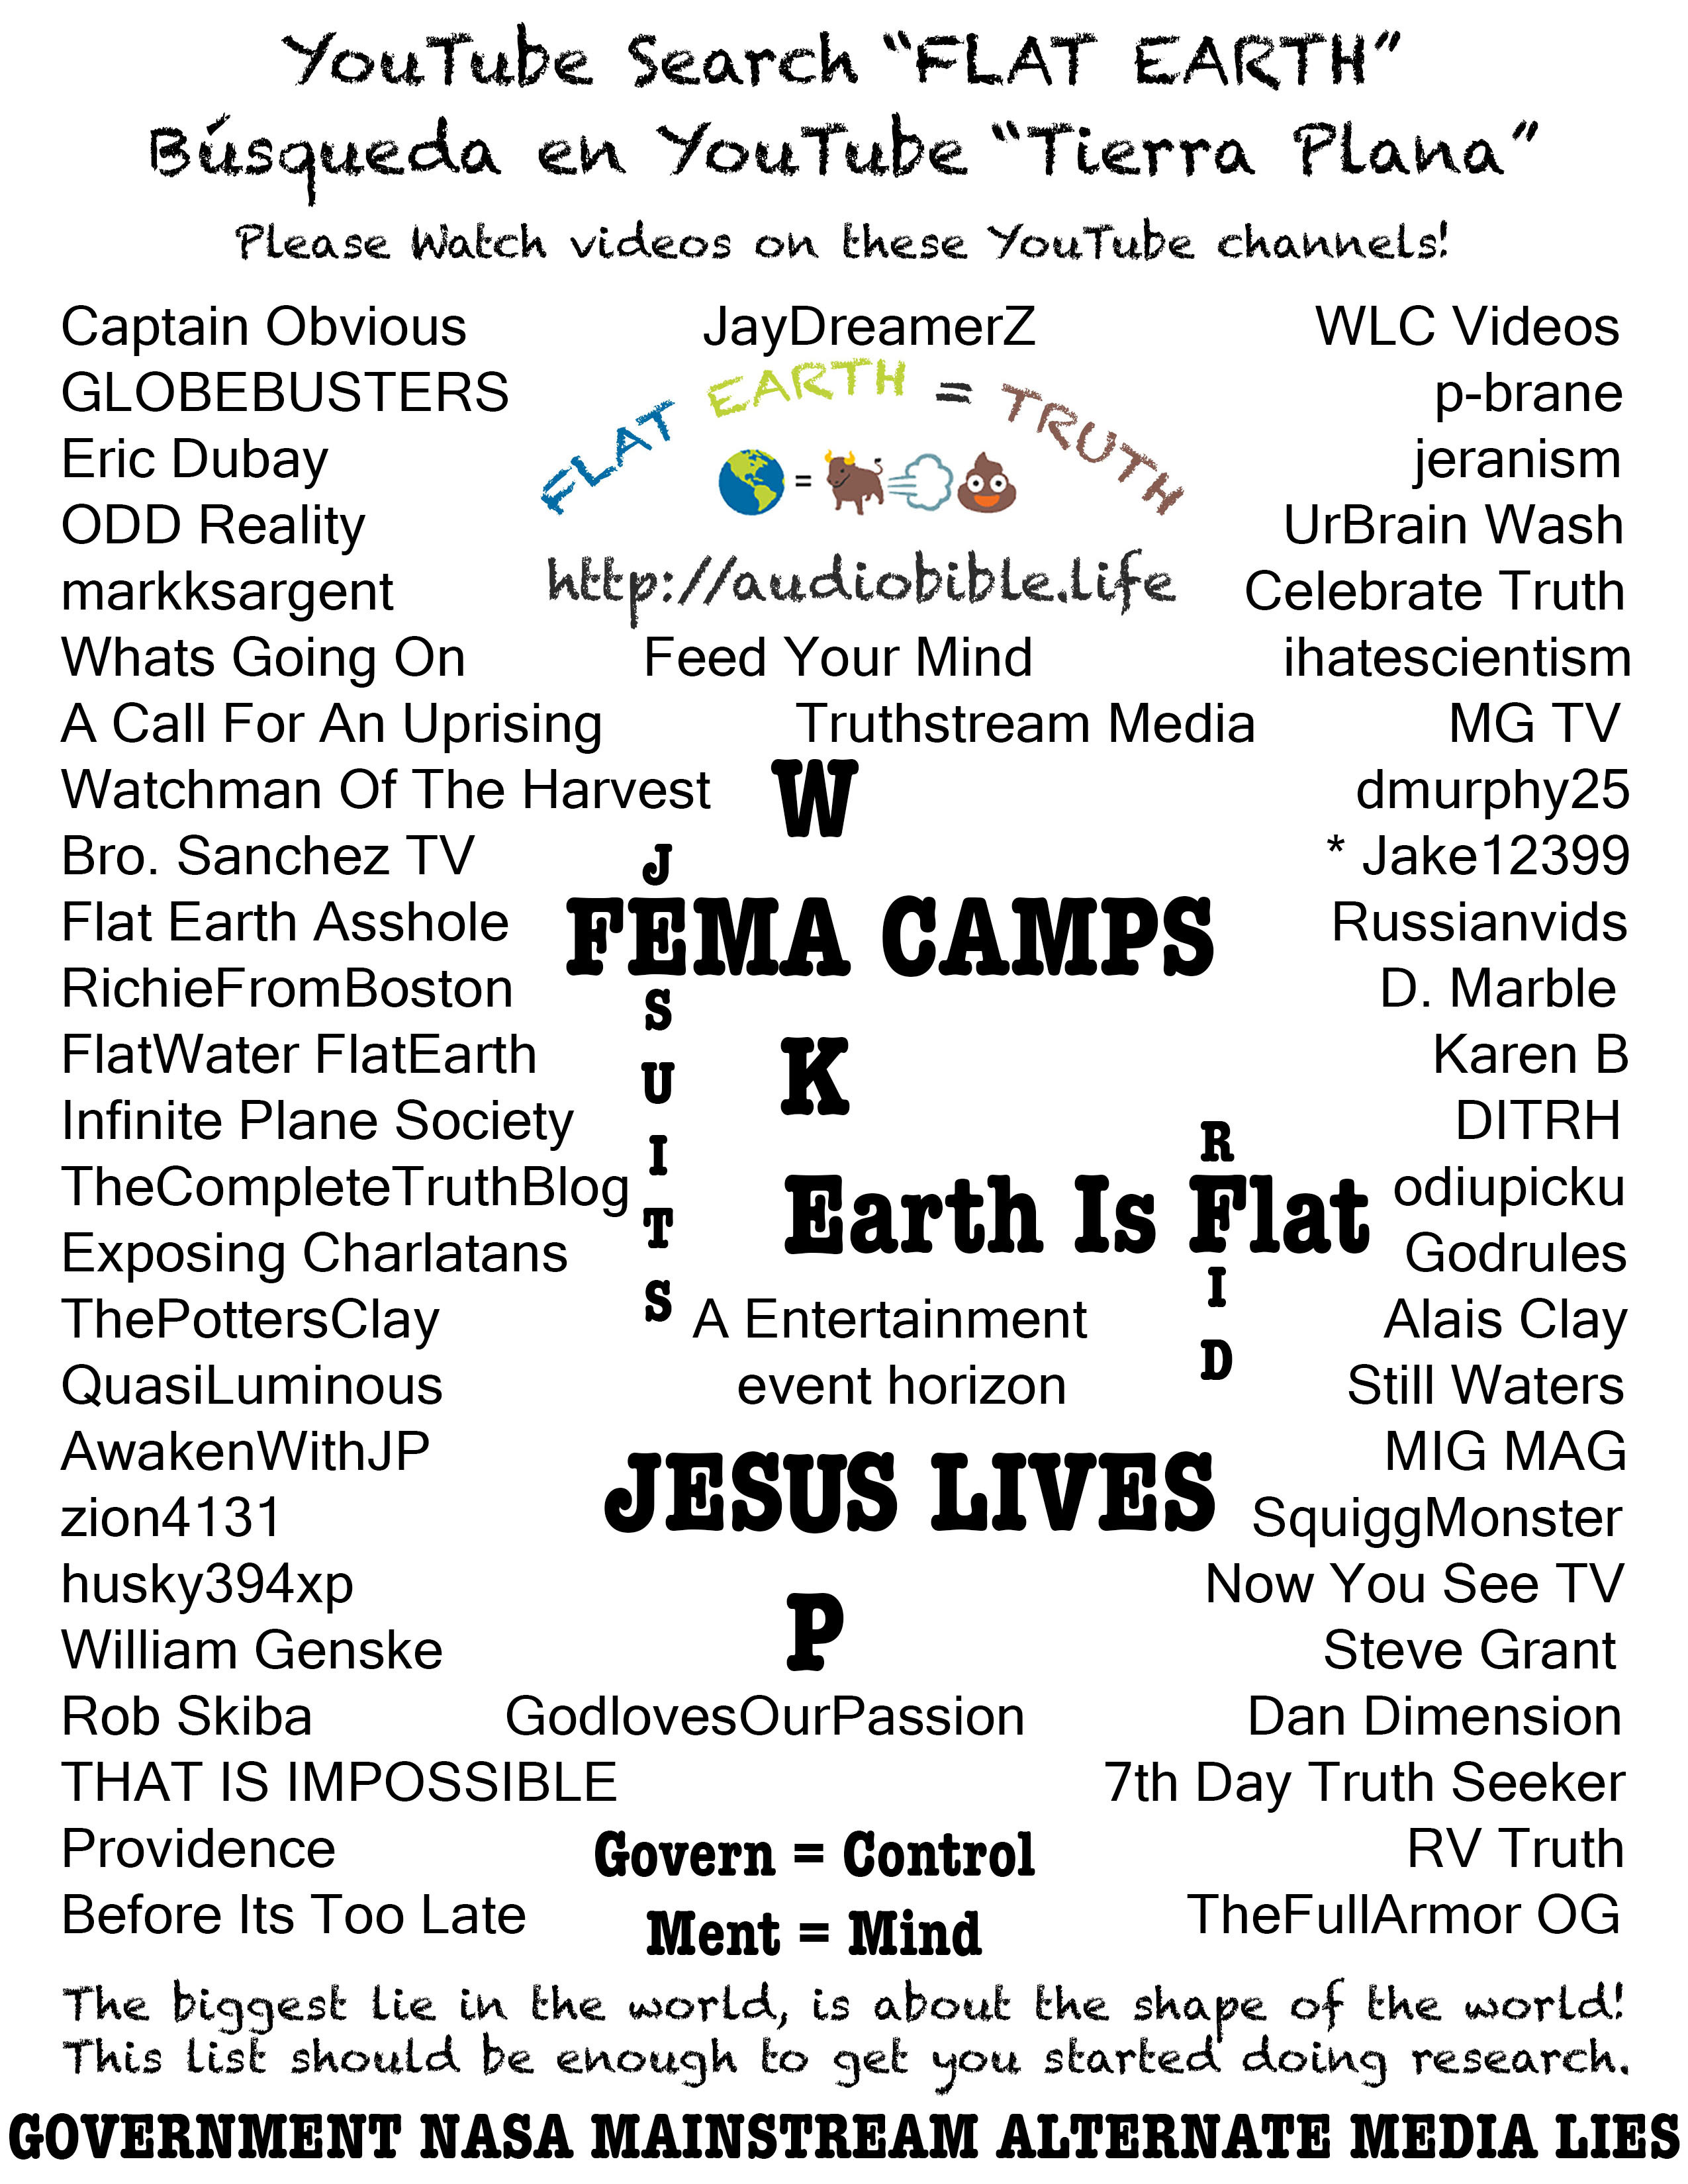 YouTube Search “FLAT EARTH”
Búsqueda en YouTube “Tierra Plana”
Please Watch videos on these YouTube channels!
Captain Obvious JayDreamerZ WLC Videos
GLOBEBUSTERS FLAT EARTH = TRUTH p-brane
Eric Dubay = jeranism
ODD Reality UrBrain Wash
markksargent http://audiobible.life Celebrate Truth
Whats Going On Feed Your Mind ihatescientism
A Call For An Uprising Truthstream Media MG TV
Watchman Of The Harvest W dmurphy25
Bro. Sanchez TV J * Jake12399
Flat Earth Asshole FEMA CAMPS Russianvids
RichieFromBoston S D. Marble
FlatWater FlatEarth U K Karen B
Infinite Plane Society I R DITRH
TheCompleteTruthBlog T Earth Is Flat odiupicku
Exposing Charlatans I Godrules
ThePottersClay S A Entertainment Alais Clay
QuasiLuminous event horizon D Still Waters
AwakenWithJP MIG MAG
zion4131 JESUS LIVES SquiggMonster
husky394xp Now You See TV
William Genske P Steve Grant
Rob Skiba GodlovesOurPassion Dan Dimension
THAT IS IMPOSSIBLE 7th Day Truth Seeker
Providence Govern = Control RV Truth
Before Its Too Late Ment = Mind TheFullArmor OG
The biggest lie in the world, is about the shape of the world!
This list should be enough to get you started doing research.
GOVERNMENT NASA MAINSTREAM ALTERNATE MEDIA LIES